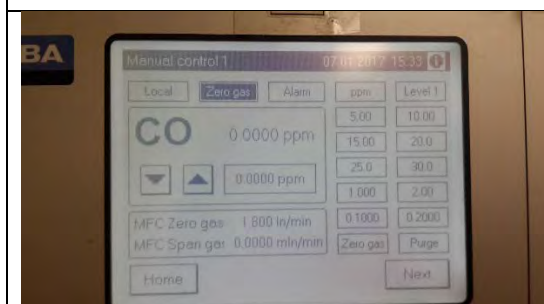 BA
Manual control 1 07.01.2017 15:33
Local Zero gas Alarm ppm Level 1
CO 0.0000 ppm
0.0000 ppm
5.00 10.00
15.00 20.0
25.0 30.0
1.000 2.00
0.1000 0.2000
MFC Zero gas 1.800 ln/min
MFC Span gas 0.0000 mln/min
Zero gas Purge
Home Next